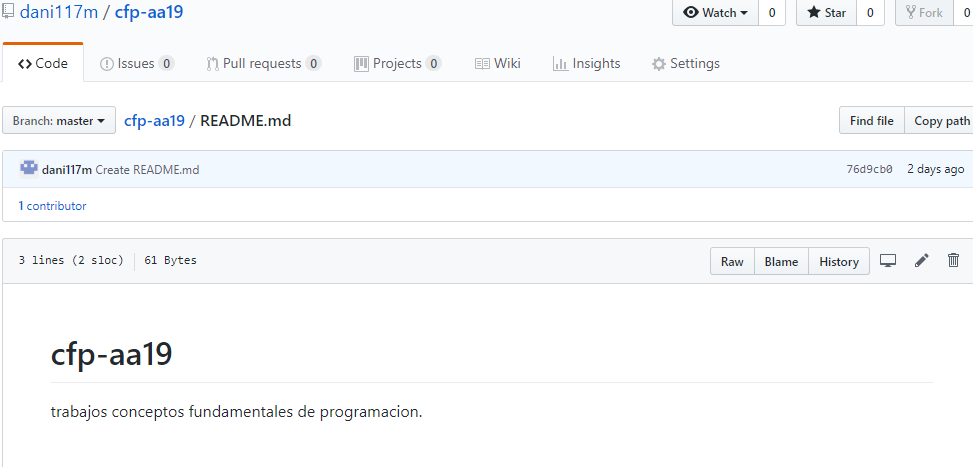 dani117m / cfp-aa19 Watch 0 Star 0 Fork 0
Code Issues 0 Pull requests 0 Projects 0 Wiki Insights Settings
Branch: master cfp-aa19 / README.md Find file Copy path
dani117m Create README.md 76d9cb0 2 days ago
1 contributor
3 lines (2 sloc) 61 Bytes Raw Blame History
cfp-aa19
trabajos conceptos fundamentales de programacion.